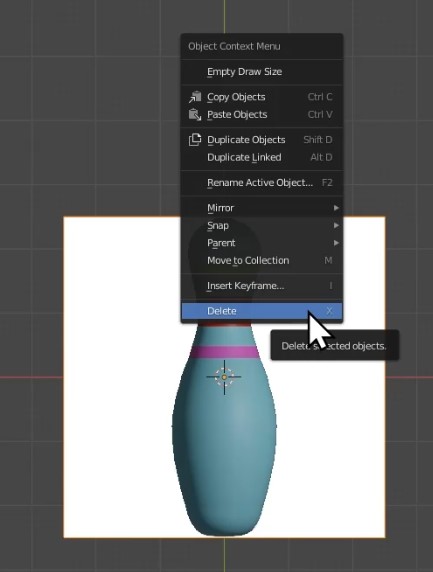 Object Context Menu
Empty Draw Size
Copy Objects Ctrl C
Paste Objects Ctrl V
Duplicate Objects Shift D
Duplicate Linked Alt D
Rename Active Object... F2
Mirror
Snap
Parent
Move to Collection M
Insert Keyframe... I
Delete X
Delete selected objects.